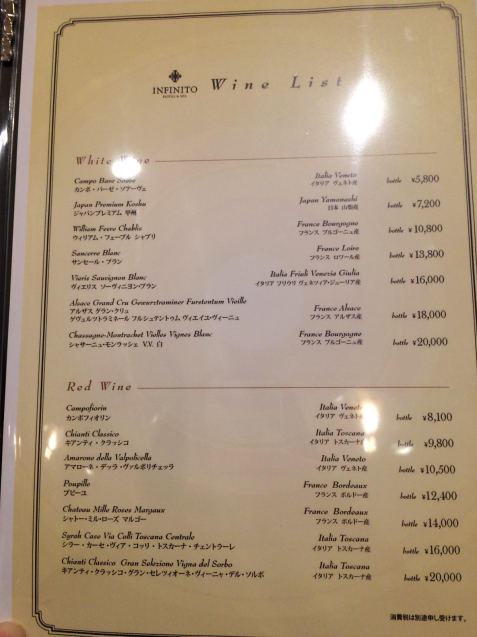 INFINITO
HOTEL & SPA
Wine List
White Wine
Campo Base Soave
カンポ・バーゼ・ソアーヴェ
Italia Veneto
イタリア ヴェネト産
bottle ¥5,800
Japan Premium Koshu
ジャパンプレミアム 甲州
Japan Yamanashi
日本 山梨産
bottle ¥7,200
William Feere Chablis
ウィリアム・フェーブル シャブリ
France Bourgogne
フランス ブルゴーニュ産
bottle ¥10,800
Sancerre Blanc
サンセール・ブラン
France Loire
フランス ロワール産
bottle ¥13,800
Vieris Sauvignon Blanc
ヴィエリス ソーヴィニヨン・ブラン
Italia Friuli Venezia Giulia
イタリア フリウリ ヴェネツィア・ジューリア産
bottle ¥16,000
Alsace Grand Cru Gewurstraminer Furstentum Vieille
アルザス グラン・クリュ
ゲヴュルツトラミネール フルシュテントゥム ヴィエイユ・ヴィーニュ
France Alsace
フランス アルザス産
bottle ¥18,000
Chassagne-Montrachet Vielles Vignes Blanc
シャサーニュ・モンラッシェ V.V. 白
France Bourgogne
フランス ブルゴーニュ産
bottle ¥20,000
Red Wine
Campofiorin
カンポフィオリン
Italia Veneto
イタリア ヴェネト産
bottle ¥8,100
Chianti Classico
キアンティ・クラッシコ
Italia Toscana
イタリア トスカーナ産
bottle ¥9,800
Amarone della Valpolicella
アマローネ・デッラ・ヴァルポリチェッラ
Italia Veneto
イタリア ヴェネト産
bottle ¥10,500
Poupille
プピーユ
France Bordeaux
フランス ボルドー産
bottle ¥12,400
Chateau Mille Roses Margaux
シャトー・ミル・ローズ マルゴー
France Bordeaux
フランス ボルドー産
bottle ¥14,000
Syrah Case Via Colli Toscana Centrale
シラー・カーセ・ヴィア・コッリ・トスカーナ・チェントラーレ
Italia Toscana
イタリア トスカーナ産
bottle ¥16,000
Chianti Classico Gran Selezione Vigna del Sorbo
キアンティ・クラッシコ・グラン・セレツィオーネ・ヴィーニャ・デル・ソルボ
Italia Toscana
イタリア トスカーナ産
bottle ¥20,000
消費税は別途申し受けます。